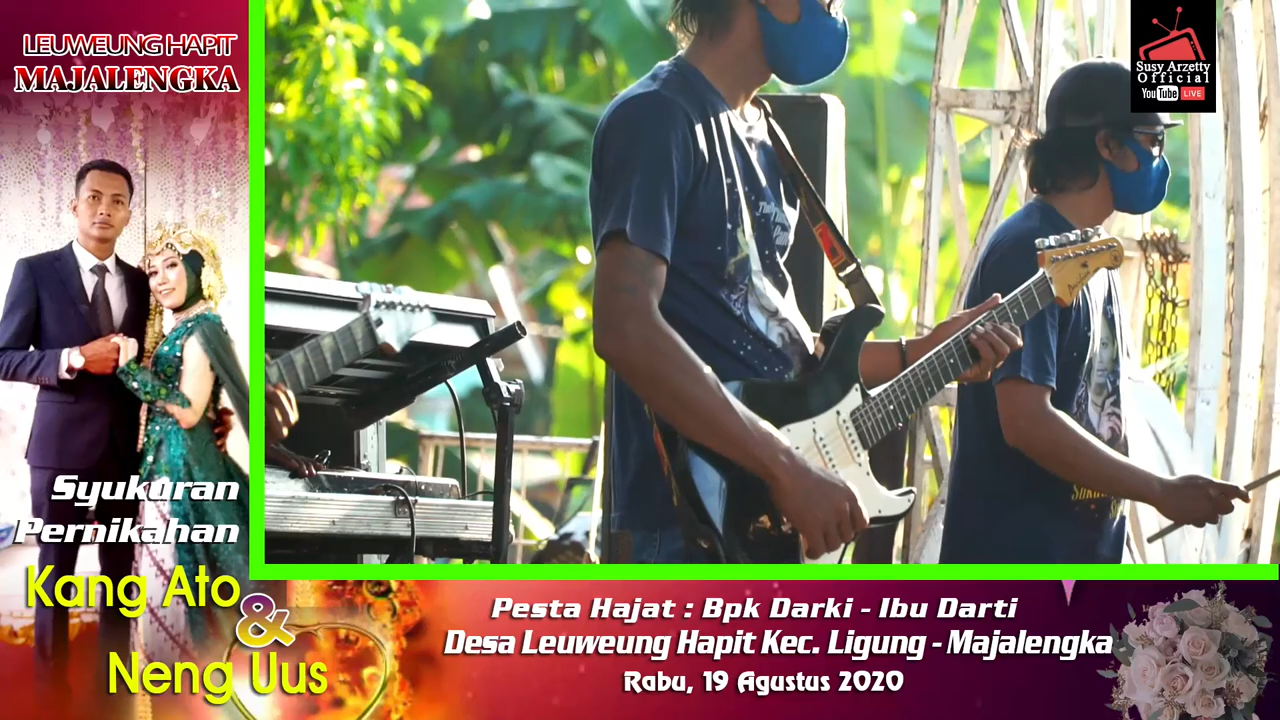 LEUWEUNG HAPIT
MAJALENGKA
Susy Arzetty
Official
YouTube LIVE
Syukuran
Pernikahan
Kang Ato
&
Neng Uus
Pesta Hajat : Bpk Darki - Ibu Darti
Desa Leuweung Hapit Kec. Ligung - Majalengka
Rabu, 19 Agustus 2020